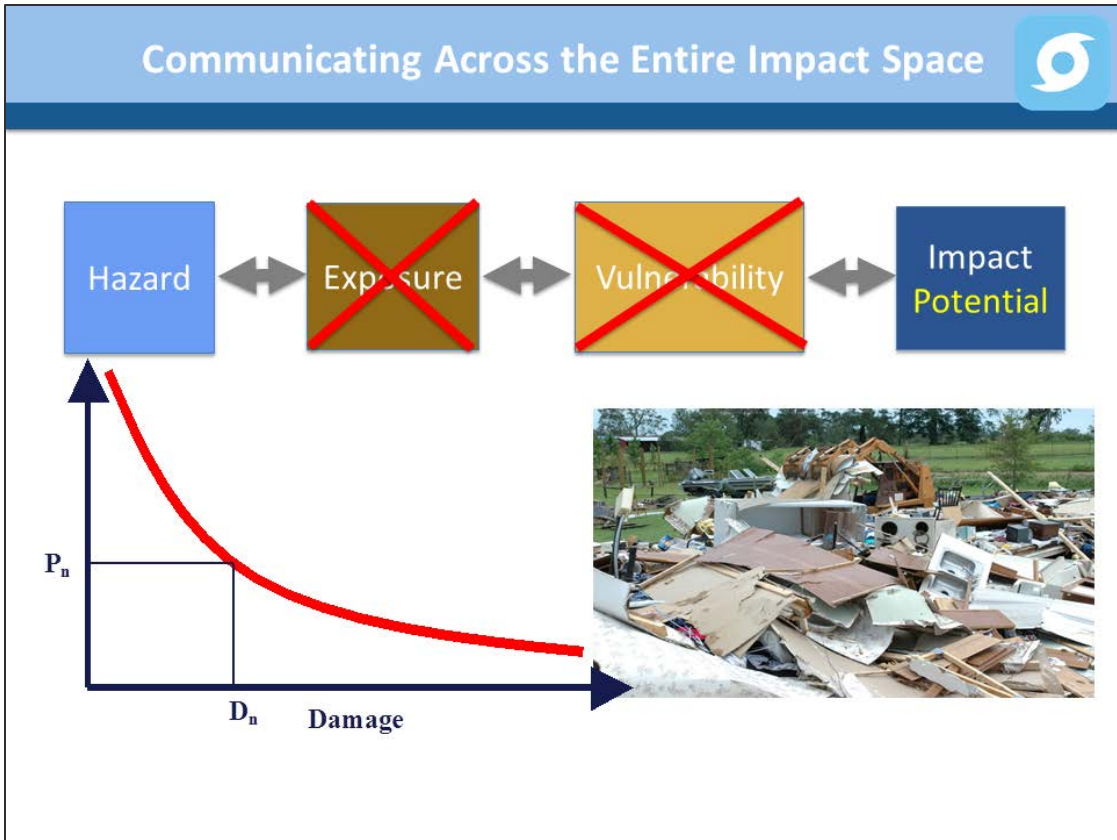 Communicating Across the Entire Impact Space
Hazard
Exposure
Vulnerability
Impact
Potential
Pn
Dn
Damage